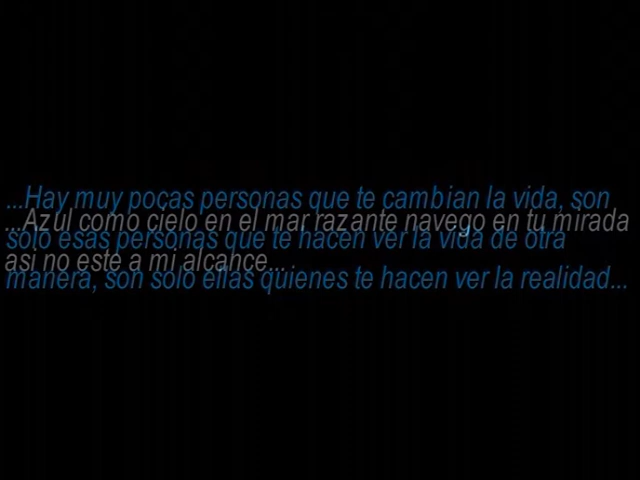 ...Hay muy pocas personas que te cambian la vida, son
...Azul como cielo en el mar razante navego en tu mirada
solo esas personas que te hacen ver la vida de otra
asi no este a mi alcance...
manera, son solo ellas quienes te hacen ver la realidad...